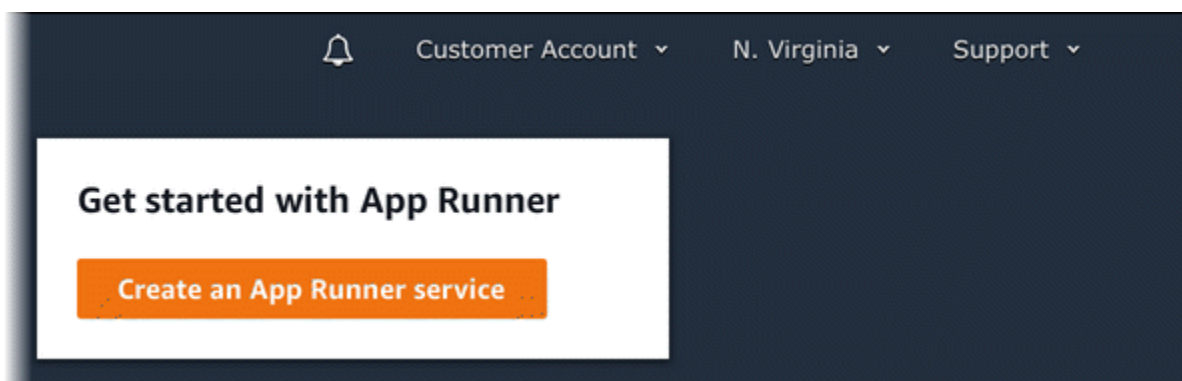 Customer Account N. Virginia Support
Get started with App Runner
Create an App Runner service